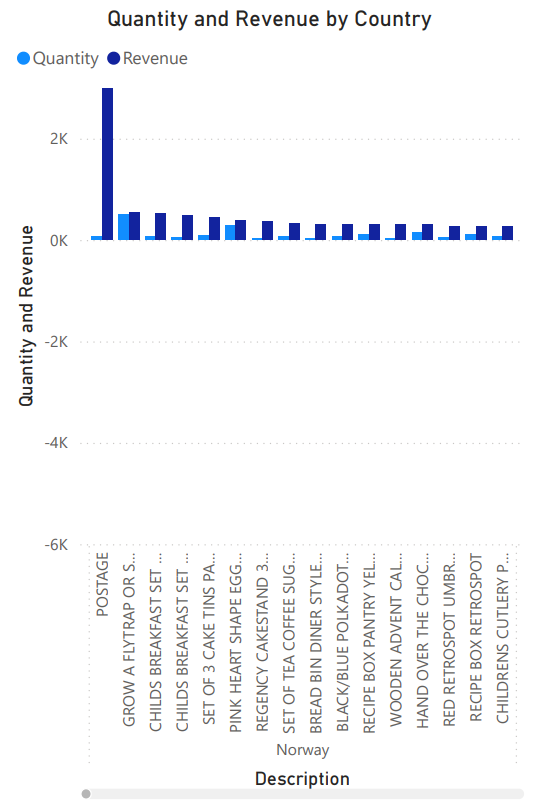 Quantity and Revenue by Country
Quantity Revenue
Quantity and Revenue
2K
0K
-2K
-4K
-6K
POSTAGE
GROW A FLYTRAP OR S...
CHILDS BREAKFAST SET ...
CHILDS BREAKFAST SET ...
SET OF 3 CAKE TINS PA...
PINK HEART SHAPE EGG...
REGENCY CAKESTAND 3...
SET OF TEA COFFEE SUG...
BREAD BIN DINER STYLE...
BLACK/BLUE POLKADOT...
RECIPE BOX PANTRY YEL...
WOODEN ADVENT CAL...
HAND OVER THE CHOC...
RED RETROSPOT UMBR...
RECIPE BOX RETROSPOT
CHILDRENS CUTLERY P...
Norway
Description